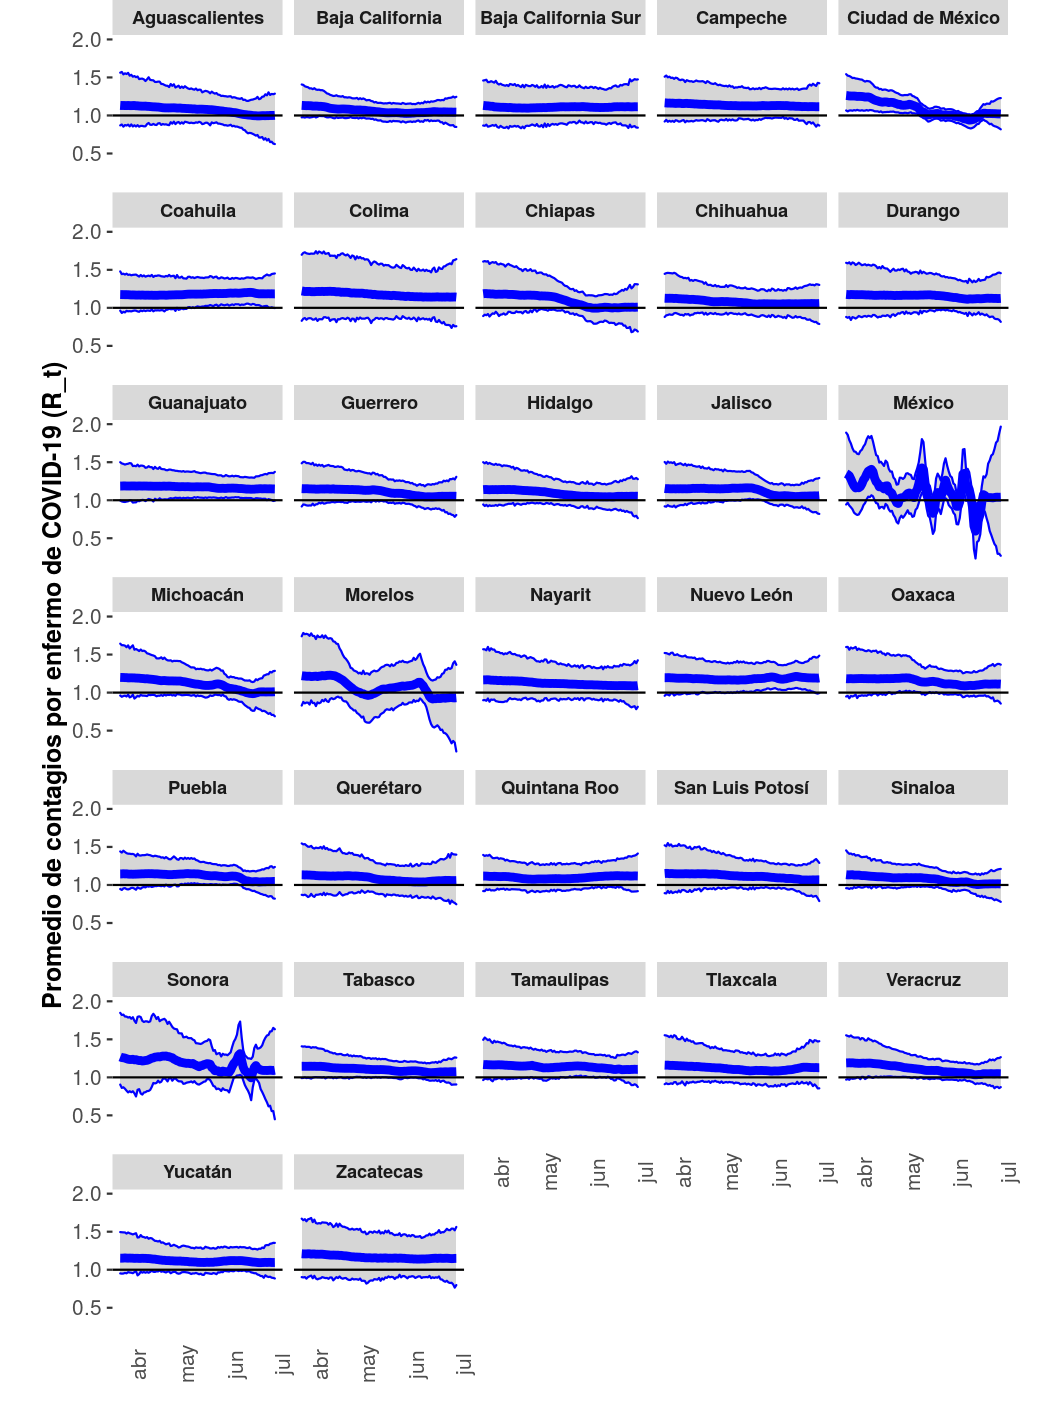 Promedio de contagios por enfermo de COVID-19 (R_t)
Aguascalientes Baja California Baja California Sur Campeche Ciudad de México
2.0
1.5
1.0
0.5
Coahuila Colima Chiapas Chihuahua Durango
2.0
1.5
1.0
0.5
Guanajuato Guerrero Hidalgo Jalisco México
2.0
1.5
1.0
0.5
Michoacán Morelos Nayarit Nuevo León Oaxaca
2.0
1.5
1.0
0.5
Puebla Querétaro Quintana Roo San Luis Potosí Sinaloa
2.0
1.5
1.0
0.5
Sonora Tabasco Tamaulipas Tlaxcala Veracruz
2.0
1.5
1.0
0.5
abr may jun jul abr may jun jul abr may jun jul
Yucatán Zacatecas
2.0
1.5
1.0
0.5
abr may jun jul abr may jun jul